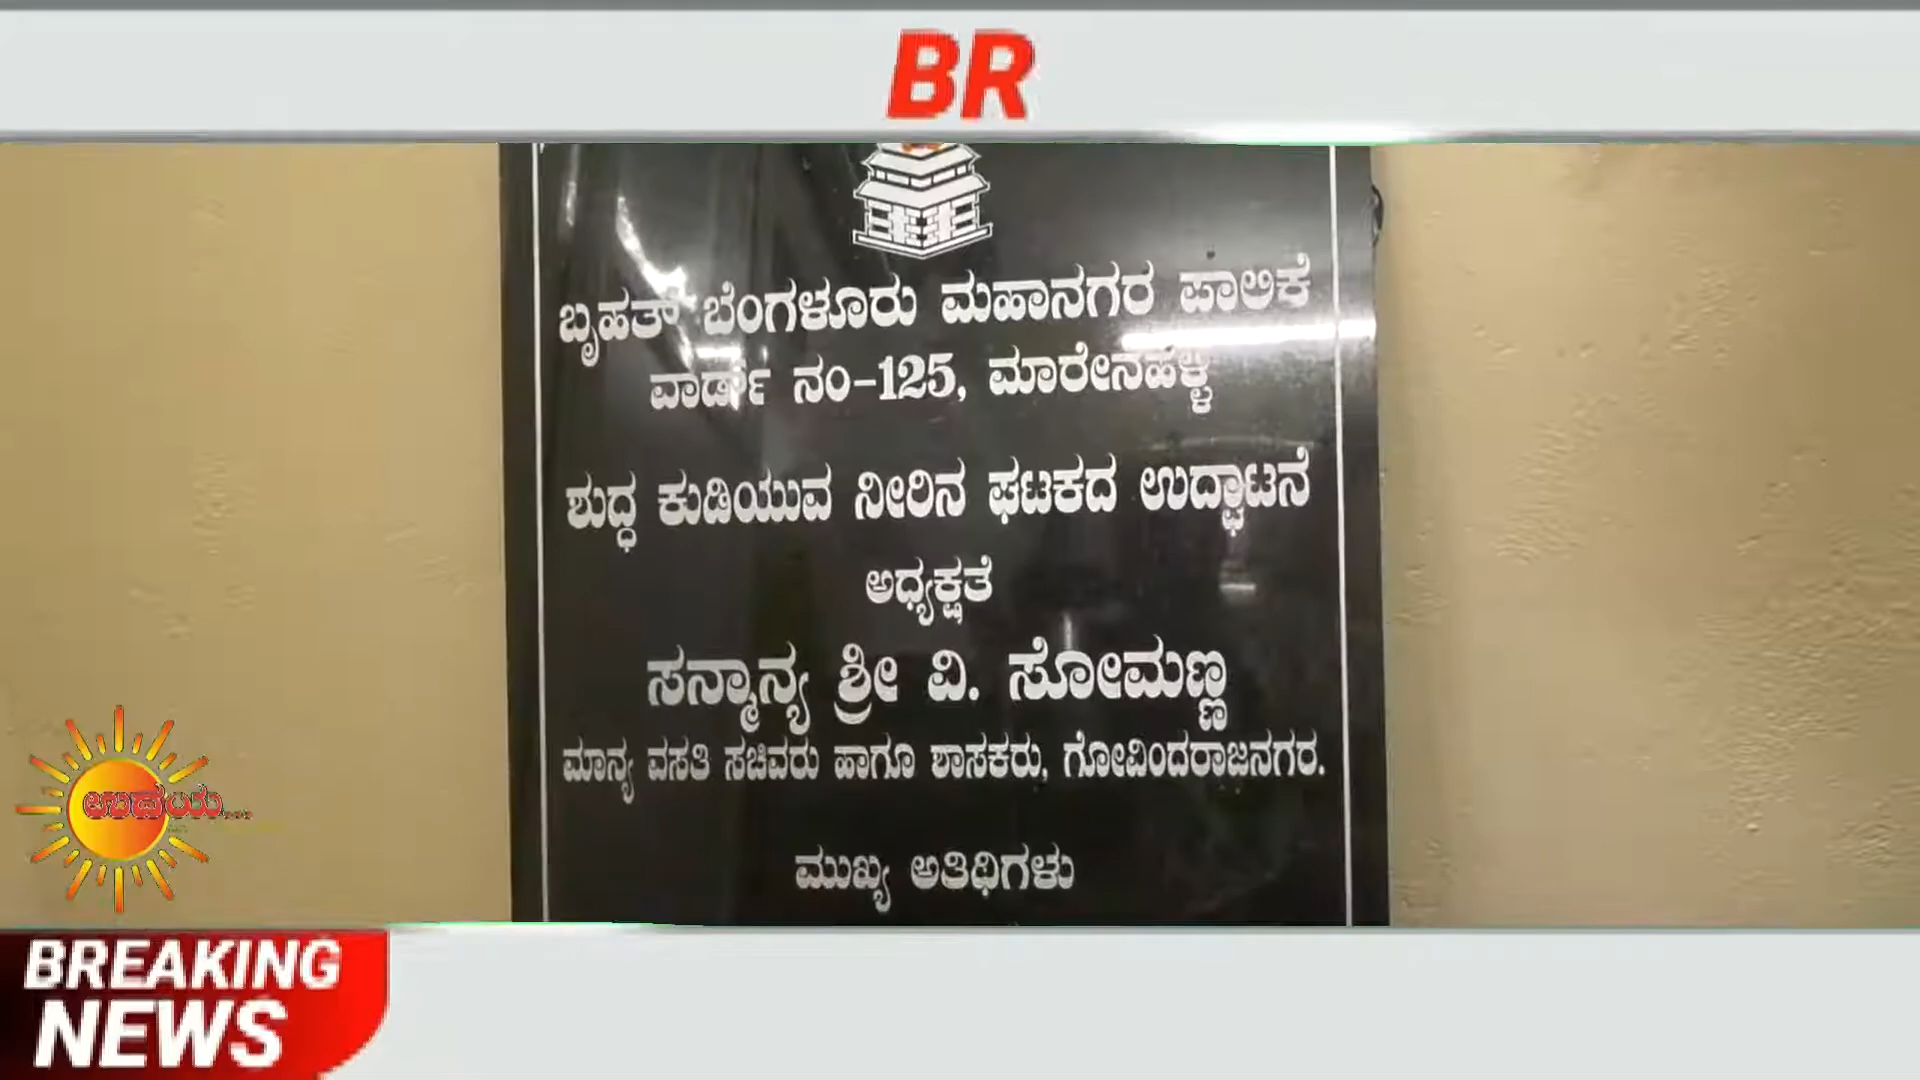 BR
ಬೃಹತ್ ಬೆಂಗಳೂರು ಮಹಾನಗರ ಪಾಲಿಕೆ
ವಾರ್ಡ್ ನಂ-125, ಮಾರೇನಹಳ್ಳಿ
ಶುದ್ಧ ಕುಡಿಯುವ ನೀರಿನ ಘಟಕದ ಉದ್ಘಾಟನೆ
ಅಧ್ಯಕ್ಷತೆ
ಸನ್ಮಾನ್ಯ ಶ್ರೀ ವಿ. ಸೋಮಣ್ಣ
ಮಾನ್ಯ ವಸತಿ ಸಚಿವರು ಹಾಗೂ ಶಾಸಕರು, ಗೋವಿಂದರಾಜನಗರ.
ಮುಖ್ಯ ಅತಿಥಿಗಳು
ಉದಯ...
BREAKING
NEWS